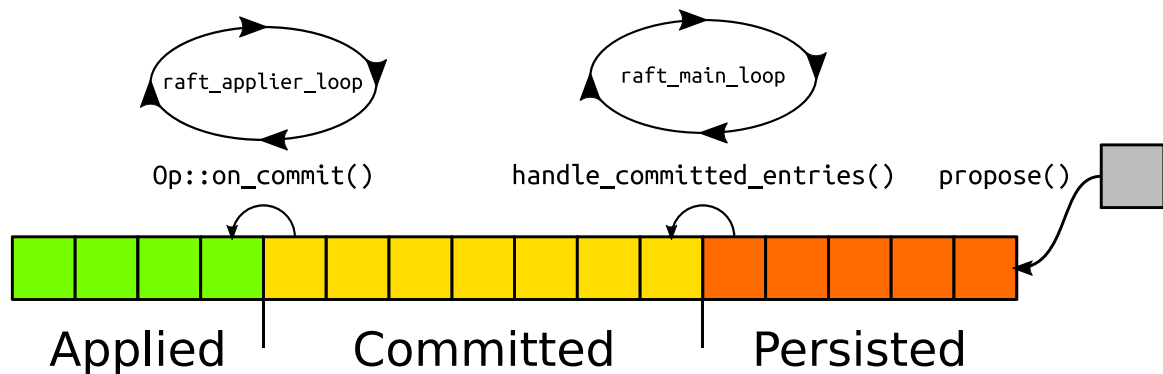 raft_applier_loop
raft_main_loop
Op::on_commit()
handle_committed_entries()
propose()
Applied
Committed
Persisted